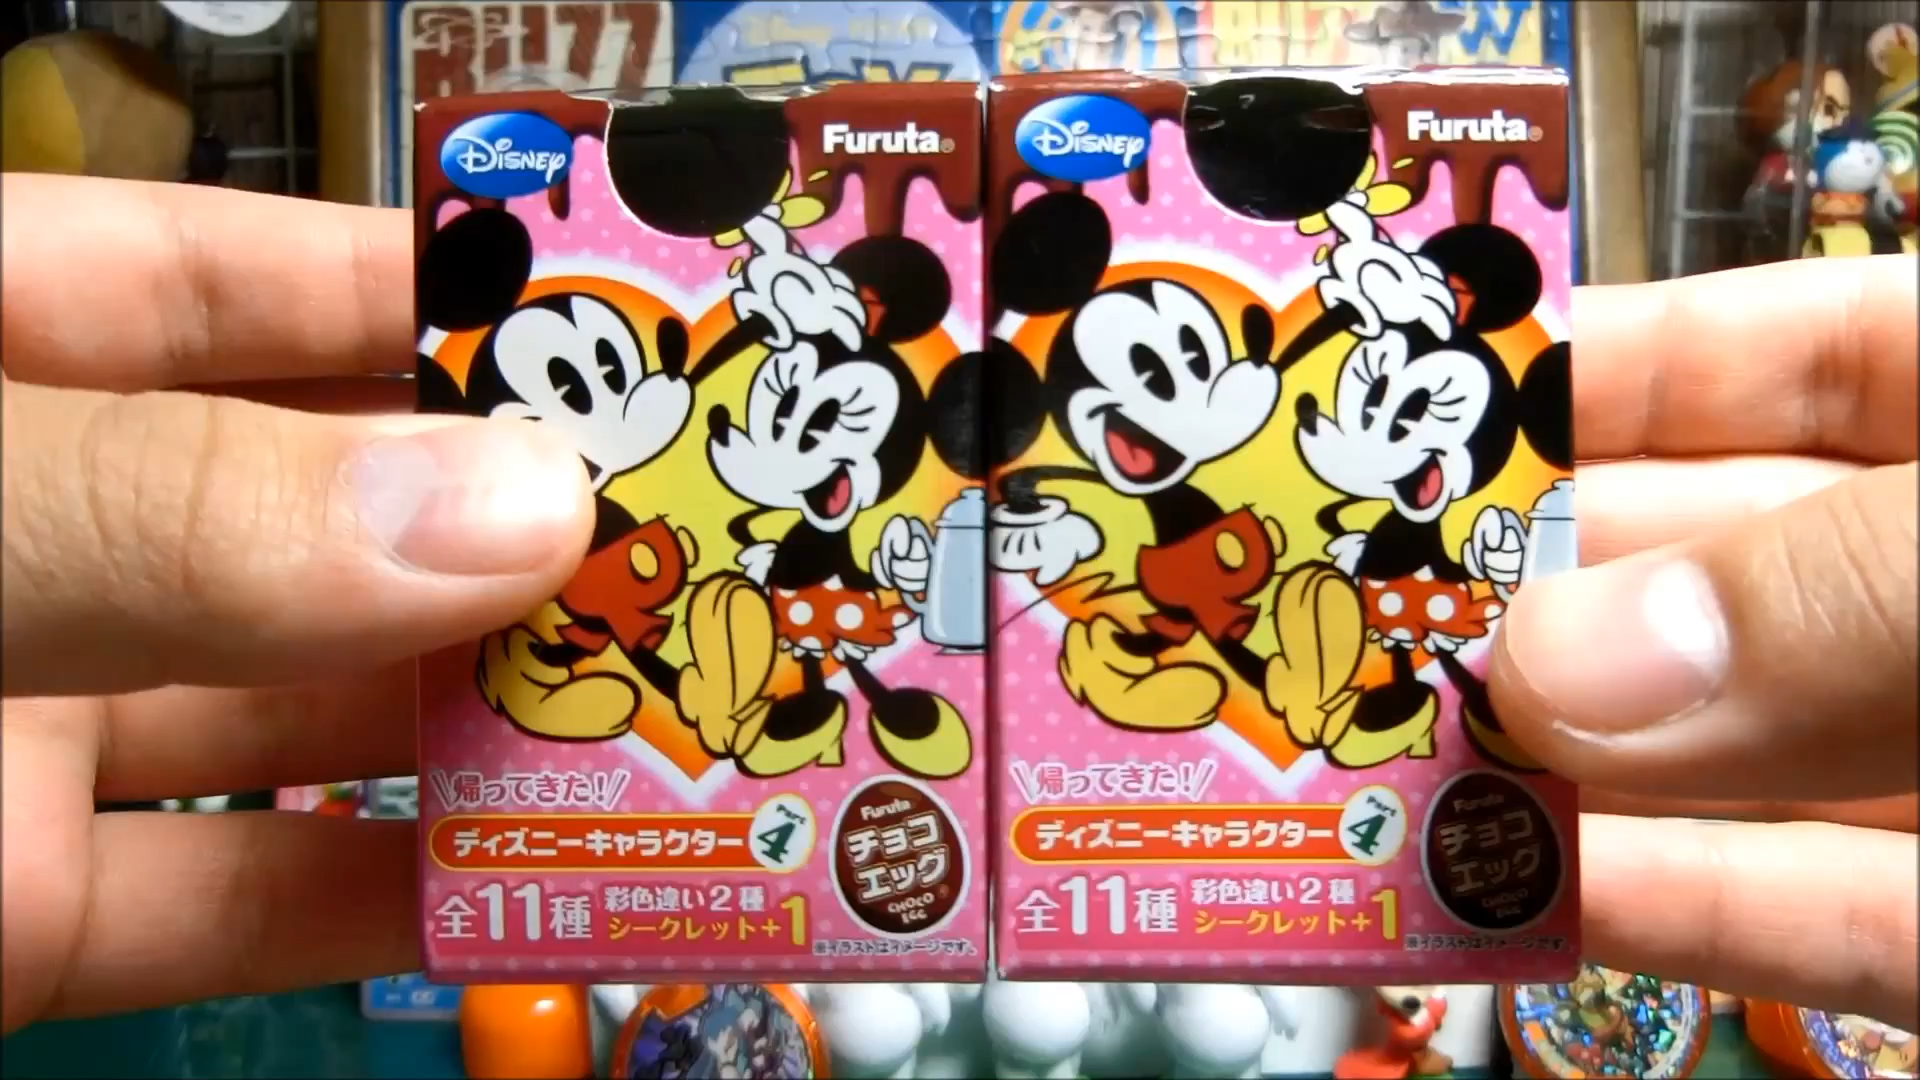 BUZZ
Disney PIXAR
TOY
Disney
Furuta
帰ってきた!
ディズニーキャラクター
Part
4
全11種
彩色違い2種
シークレット+1
Furuta
チョコ
エッグ
CHOCO
EGG
※イラストはイメージです。
Disney
Furuta
帰ってきた!
ディズニーキャラクター
Part
4
全11種
彩色違い2種
シークレット+1
Furuta
チョコ
エッグ
CHOCO
EGG
※イラストはイメージです。